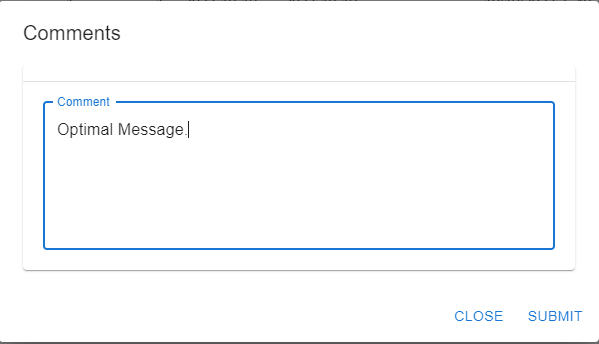 Comments
Comment
Optimal Message.
CLOSE SUBMIT